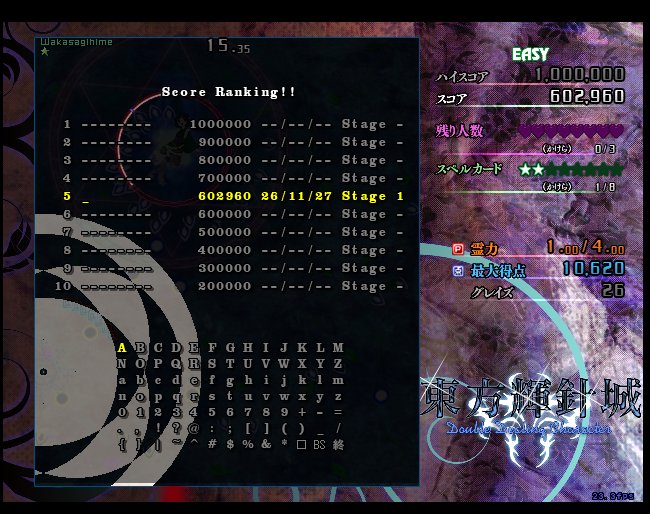 Wakasagihime
15.35
Score Ranking!!
1 -------- 1000000 --/--/-- Stage -
2 -------- 900000 --/--/-- Stage -
3 -------- 800000 --/--/-- Stage -
4 -------- 700000 --/--/-- Stage -
5 _ 602960 26/11/27 Stage 1
6 -------- 600000 --/--/-- Stage -
7 -------- 500000 --/--/-- Stage -
8 -------- 400000 --/--/-- Stage -
9 -------- 300000 --/--/-- Stage -
10 -------- 200000 --/--/-- Stage -
A B C D E F G H I J K L M
N O P Q R S T U V W X Y Z
a b c d e f g h i j k l m
n o p q r s t u v w x y z
0 1 2 3 4 5 6 7 8 9 + - =
. , ! ? @ : ; [ ] ( ) _ /
{ } | ~ ^ # $ % & * □ BS 終
EASY
ハイスコア 1,000,000
スコア 602,960
残り人数
(かけら) 0/3
スペルカード ★★★★★★★★
(かけら) 1/8
P 霊力 1.00/4.00
最大得点 10,620
グレイズ 26
東方輝針城
Double Dealing Character